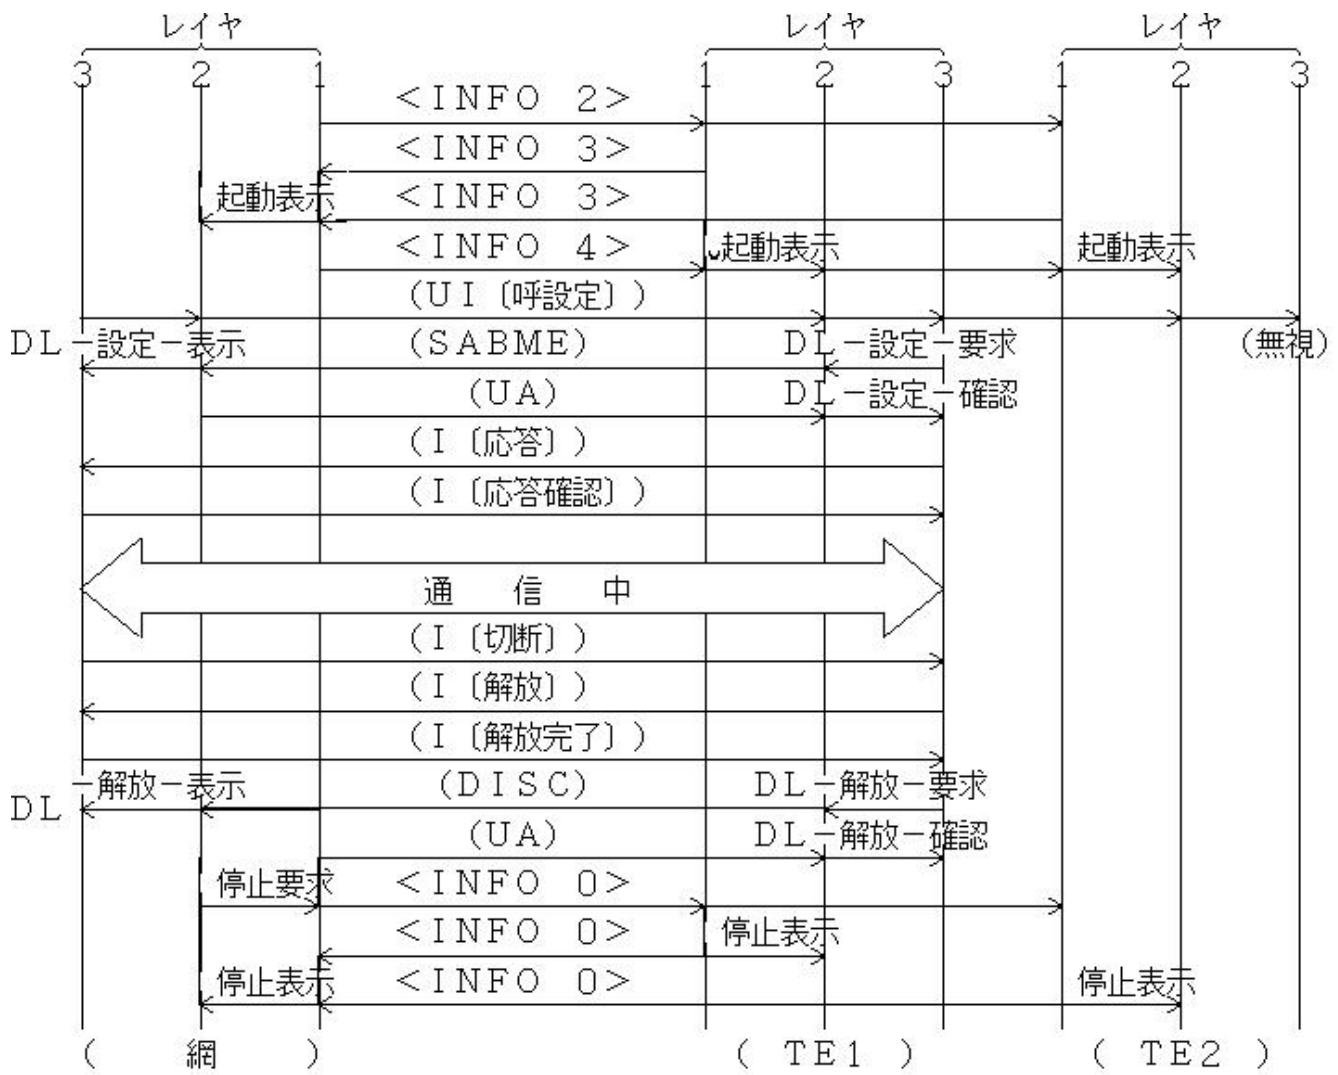 レイヤ レイヤ レイヤ
3 2 1 1 2 3 1 2 3
<INFO 2>
<INFO 3>
起動表示 <INFO 3>
<INFO 4> 起動表示 起動表示
(UI〔呼設定〕)
DL-設定-表示 (SABME) DL-設定-要求 (無視)
(UA) DL-設定-確認
(I〔応答〕)
(I〔応答確認〕)
通信中
(I〔切断〕)
(I〔解放〕)
(I〔解放完了〕)
DL-解放-表示 (DISC) DL-解放-要求
(UA) DL-解放-確認
停止要求 <INFO 0>
<INFO 0> 停止表示
停止表示 <INFO 0> 停止表示
( 網 ) ( TE1 ) ( TE2 )